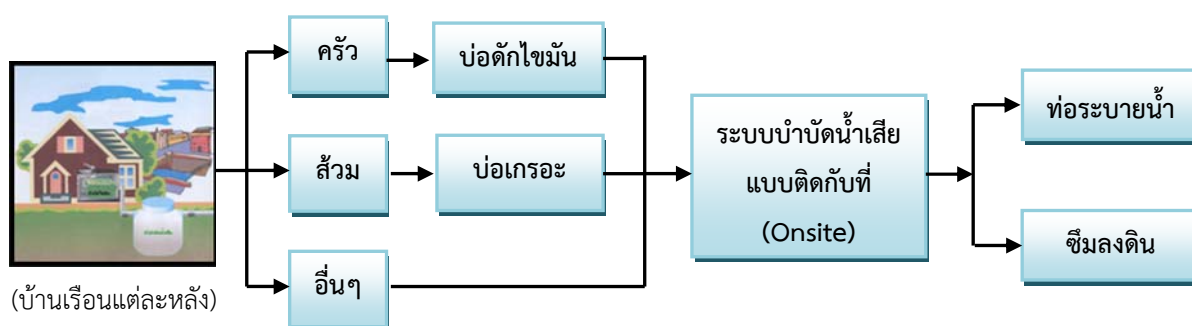 ครัว
บ่อดักไขมัน
ส้วม
บ่อเกรอะ
อื่นๆ
(บ้านเรือนแต่ละหลัง)
ระบบบำบัดน้ำเสีย
แบบติดกับที่
(Onsite)
ท่อระบายน้ำ
ซึมลงดิน